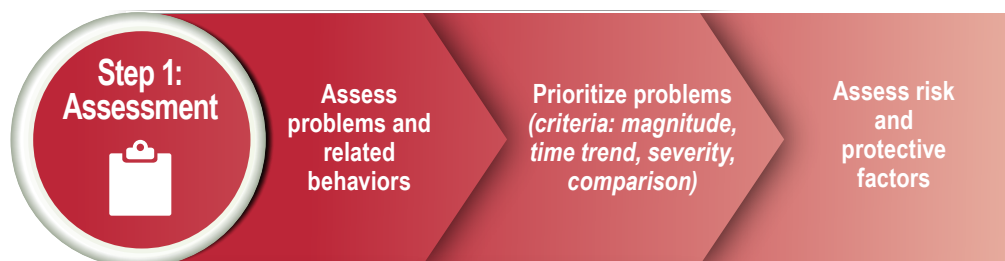 Step 1:
Assessment
Assess
problems and
related
behaviors
Prioritize problems
(criteria: magnitude,
time trend, severity,
comparison)
Assess risk
and
protective
factors